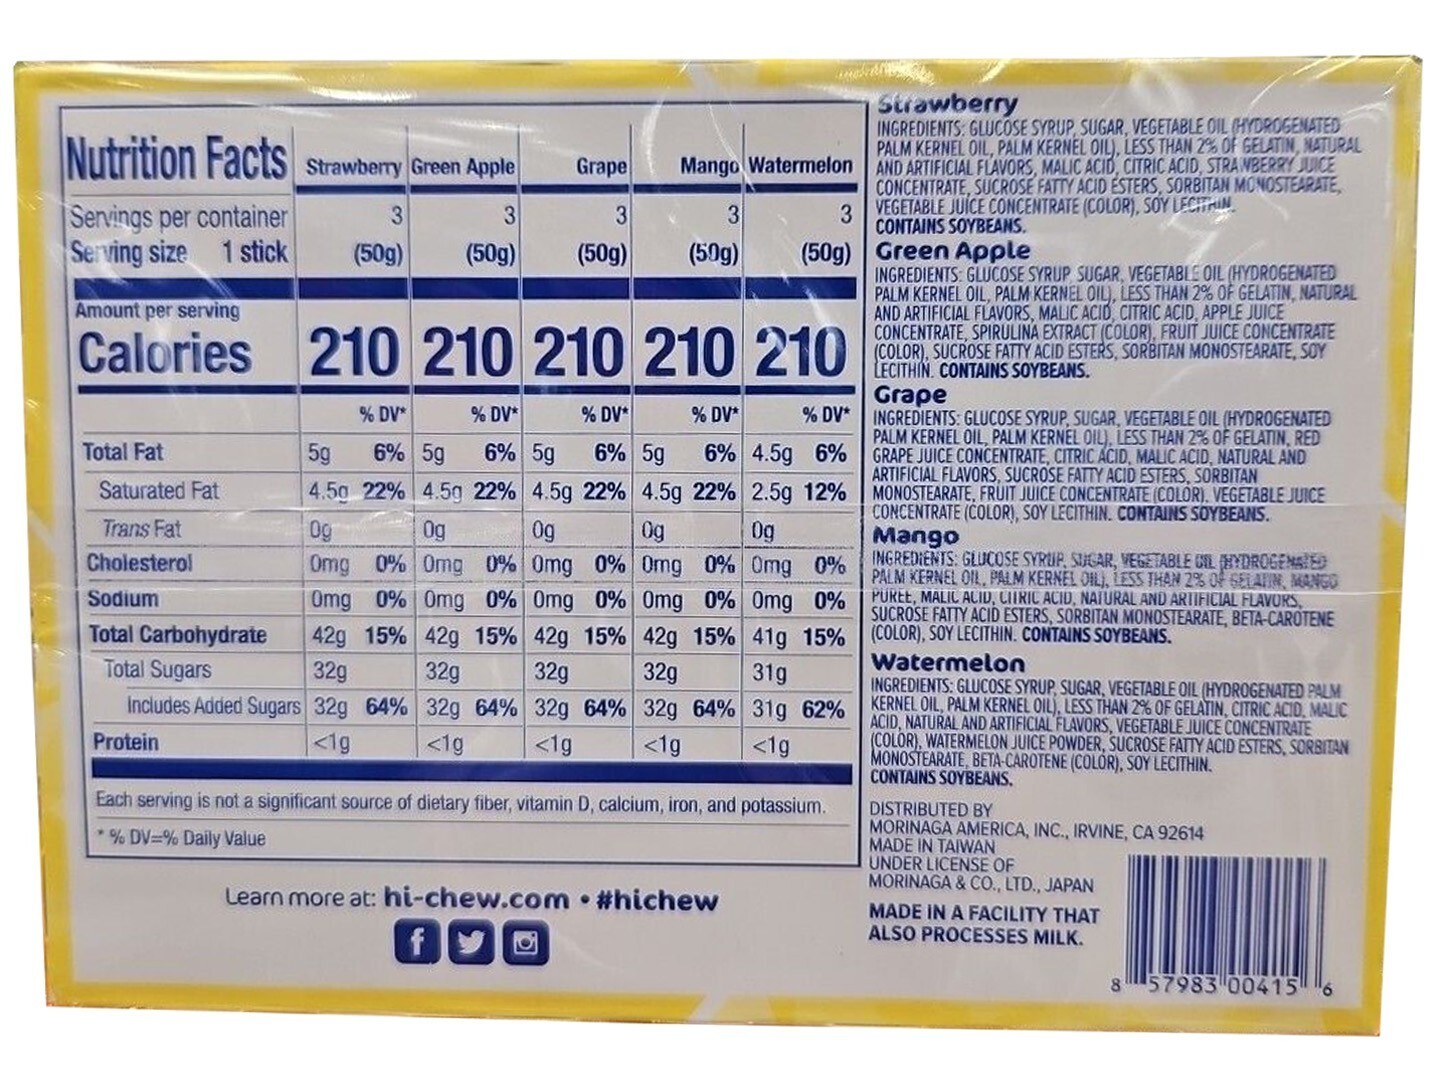 Nutrition Facts Strawberry Green Apple Grape Mango Watermelon
Servings per container 3 3 3 3 3
Serving size 1 stick (50g) (50g) (50g) (50g) (50g)
Amount per serving
Calories 210 210 210 210 210
% DV* % DV* % DV* % DV* % DV*
Total Fat 5g 6% 5g 6% 5g 6% 5g 6% 4.5g 6%
Saturated Fat 4.5g 22% 4.5g 22% 4.5g 22% 4.5g 22% 2.5g 12%
Trans Fat 0g 0g 0g 0g 0g
Cholesterol 0mg 0% 0mg 0% 0mg 0% 0mg 0% 0mg 0%
Sodium 0mg 0% 0mg 0% 0mg 0% 0mg 0% 0mg 0%
Total Carbohydrate 42g 15% 42g 15% 42g 15% 42g 15% 41g 15%
Total Sugars 32g 32g 32g 32g 31g
Includes Added Sugars 32g 64% 32g 64% 32g 64% 32g 64% 31g 62%
Protein <1g <1g <1g <1g <1g
Each serving is not a significant source of dietary fiber, vitamin D, calcium, iron, and potassium.
* % DV=% Daily Value
Learn more at: hi-chew.com • #hichew
Strawberry
INGREDIENTS: GLUCOSE SYRUP, SUGAR, VEGETABLE OIL (HYDROGENATED
PALM KERNEL OIL, PALM KERNEL OIL), LESS THAN 2% OF GELATIN, NATURAL
AND ARTIFICIAL FLAVORS, MALIC ACID, CITRIC ACID, STRAWBERRY JUICE
CONCENTRATE, SUCROSE FATTY ACID ESTERS, SORBITAN MONOSTEARATE,
VEGETABLE JUICE CONCENTRATE (COLOR), SOY LECITHIN.
CONTAINS SOYBEANS.
Green Apple
INGREDIENTS: GLUCOSE SYRUP, SUGAR, VEGETABLE OIL (HYDROGENATED
PALM KERNEL OIL, PALM KERNEL OIL), LESS THAN 2% OF GELATIN, NATURAL
AND ARTIFICIAL FLAVORS, MALIC ACID, CITRIC ACID, APPLE JUICE
CONCENTRATE, SPIRULINA EXTRACT (COLOR), FRUIT JUICE CONCENTRATE
(COLOR), SUCROSE FATTY ACID ESTERS, SORBITAN MONOSTEARATE, SOY
LECITHIN. CONTAINS SOYBEANS.
Grape
INGREDIENTS: GLUCOSE SYRUP, SUGAR, VEGETABLE OIL (HYDROGENATED
PALM KERNEL OIL, PALM KERNEL OIL), LESS THAN 2% OF GELATIN, RED
GRAPE JUICE CONCENTRATE, CITRIC ACID, MALIC ACID, NATURAL AND
ARTIFICIAL FLAVORS, SUCROSE FATTY ACID ESTERS, SORBITAN
MONOSTEARATE, FRUIT JUICE CONCENTRATE (COLOR), VEGETABLE JUICE
CONCENTRATE (COLOR), SOY LECITHIN. CONTAINS SOYBEANS.
Mango
INGREDIENTS: GLUCOSE SYRUP, SUGAR, VEGETABLE OIL (HYDROGENATED
PALM KERNEL OIL, PALM KERNEL OIL), LESS THAN 2% OF GELATIN, MANGO
PUREE, MALIC ACID, CITRIC ACID, NATURAL AND ARTIFICIAL FLAVORS,
SUCROSE FATTY ACID ESTERS, SORBITAN MONOSTEARATE, BETA-CAROTENE
(COLOR), SOY LECITHIN. CONTAINS SOYBEANS.
Watermelon
INGREDIENTS: GLUCOSE SYRUP, SUGAR, VEGETABLE OIL (HYDROGENATED PALM
KERNEL OIL, PALM KERNEL OIL), LESS THAN 2% OF GELATIN, CITRIC ACID, MALIC
ACID, NATURAL AND ARTIFICIAL FLAVORS, VEGETABLE JUICE CONCENTRATE
(COLOR), WATERMELON JUICE POWDER, SUCROSE FATTY ACID ESTERS, SORBITAN
MONOSTEARATE, BETA-CAROTENE (COLOR), SOY LECITHIN.
CONTAINS SOYBEANS.
DISTRIBUTED BY
MORINAGA AMERICA, INC., IRVINE, CA 92614
MADE IN TAIWAN
UNDER LICENSE OF
MORINAGA & CO., LTD., JAPAN
MADE IN A FACILITY THAT
ALSO PROCESSES MILK.
8 57983 00415 6